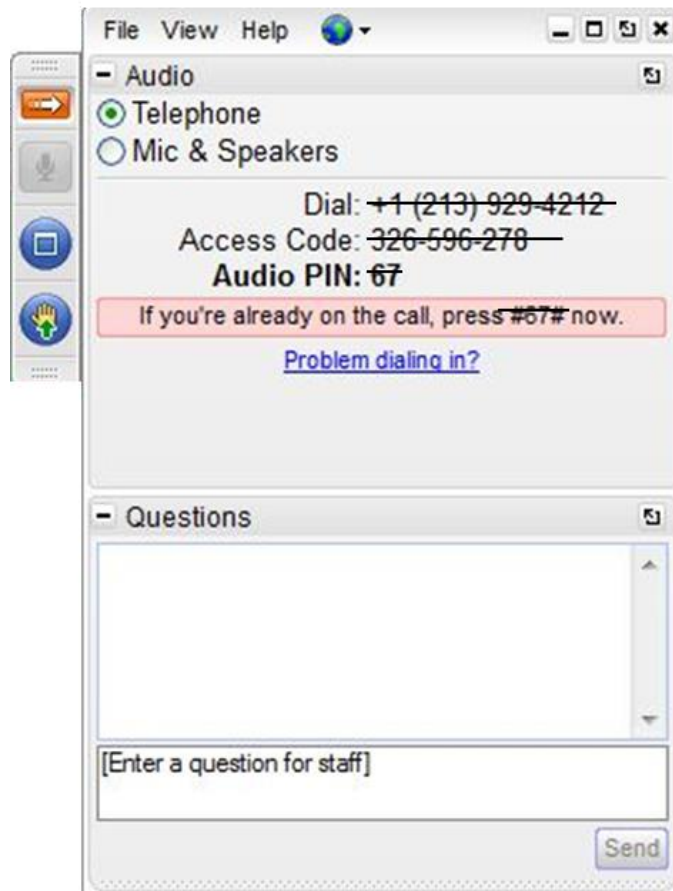 File View Help
Audio
Telephone
Mic & Speakers
Dial: +1 (213) 929-4212
Access Code: 326-596-278
Audio PIN: 67
If you're already on the call, press #67# now.
Problem dialing in?
Questions
[Enter a question for staff]
Send